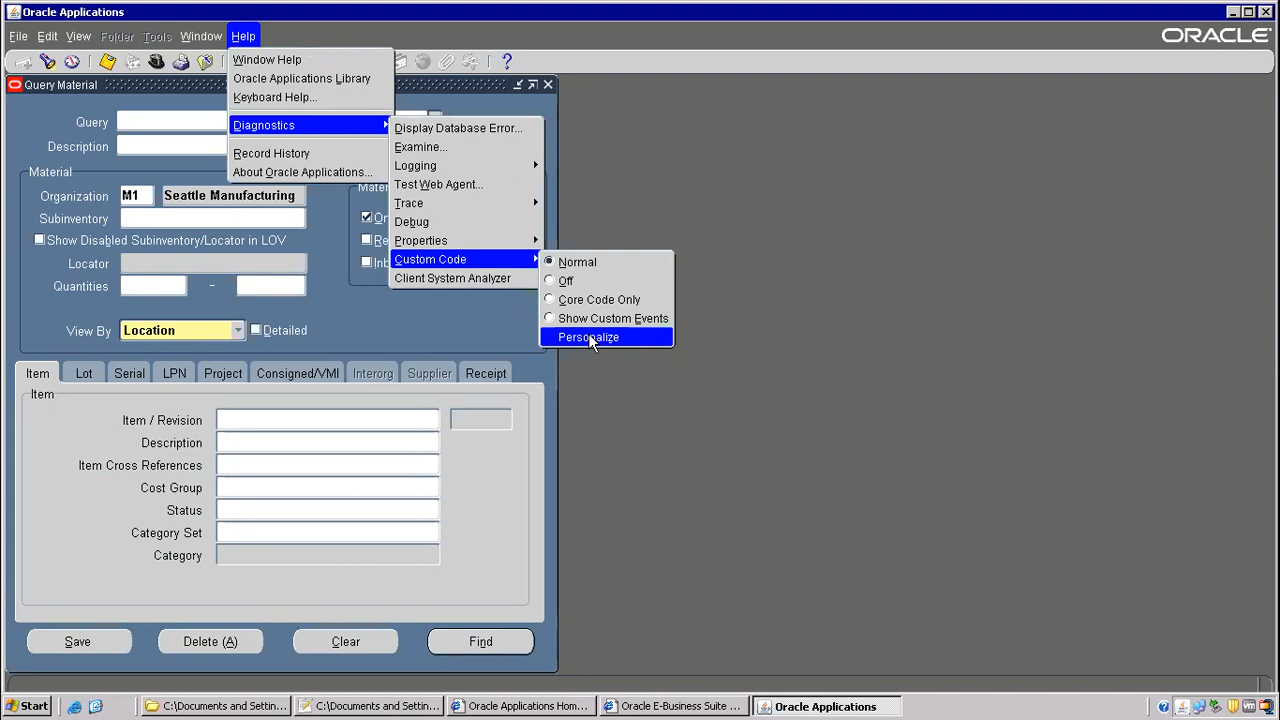 Oracle Applications
File Edit View Folder Tools Window Help
ORACLE
Window Help
Oracle Applications Library
Keyboard Help...
Diagnostics
Record History
About Oracle Applications...
Display Database Error...
Examine...
Logging
Test Web Agent...
Trace
Debug
Properties
Custom Code
Client System Analyzer
Normal
Off
Core Code Only
Show Custom Events
Personalize
Query Material
Query
Description
Material
Organization M1 Seattle Manufacturing
Subinventory
Show Disabled Subinventory/Locator in LOV
Locator
Quantities -
View By Location Detailed
Item Lot Serial LPN Project Consigned/VMI Interorg Supplier Receipt
Item
Item / Revision
Description
Item Cross References
Cost Group
Status
Category Set
Category
Save Delete (A) Clear Find
Start C:\Documents and Settin... C:\Documents and Settin... Oracle Applications Hom... Oracle E-Business Suite ... Oracle Applications